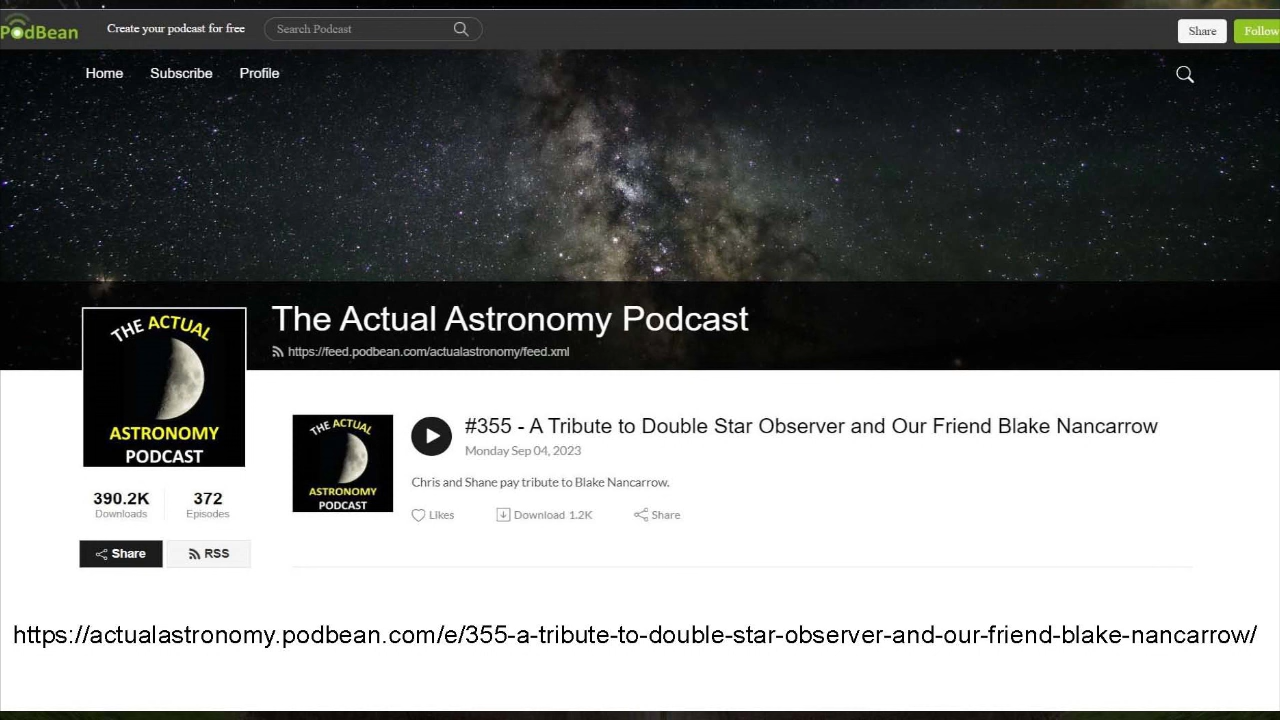 PodBean Create your podcast for free Search Podcast Share Follow
Home Subscribe Profile
The Actual Astronomy Podcast
https://feed.podbean.com/actualastronomy/feed.xml
THE ACTUAL
ASTRONOMY
PODCAST
390.2K 372
Downloads Episodes
Share RSS
THE ACTUAL
ASTRONOMY
PODCAST
#355 - A Tribute to Double Star Observer and Our Friend Blake Nancarrow
Monday Sep 04, 2023
Chris and Shane pay tribute to Blake Nancarrow.
Likes Download 1.2K Share
https://actualastronomy.podbean.com/e/355-a-tribute-to-double-star-observer-and-our-friend-blake-nancarrow/